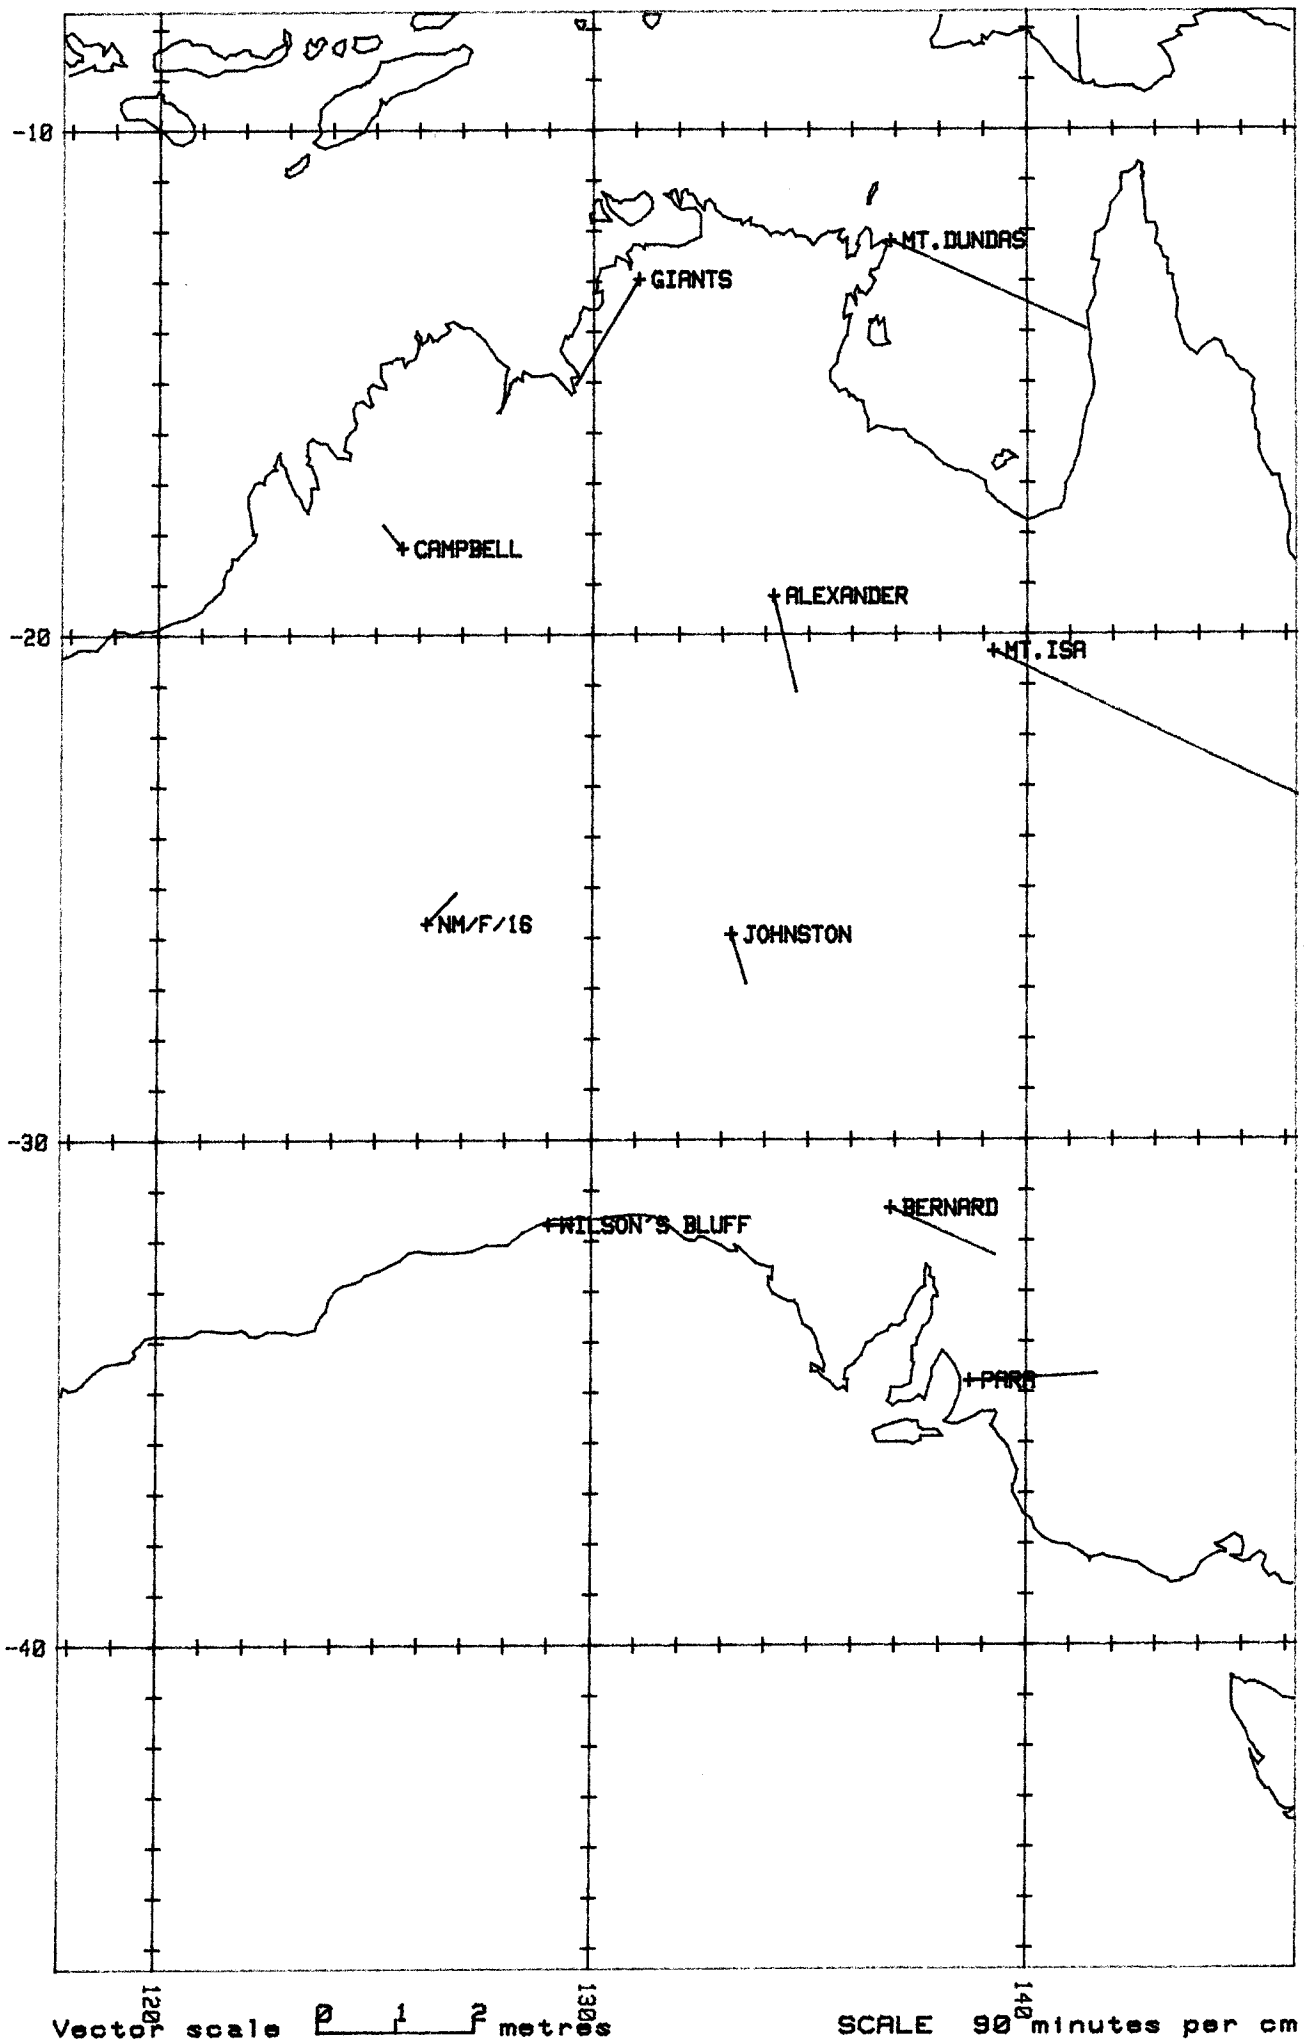 -10
MT.DUNDAS
GIANTS
CAMPBELL
ALEXANDER
-20
MT.ISA
NM/F/16
JOHNSTON
-30
BERNARD
WILSON'S BLUFF
PARA
-40
120 130 140
Vector scale 0 1 2 metres SCALE 90 minutes per cm